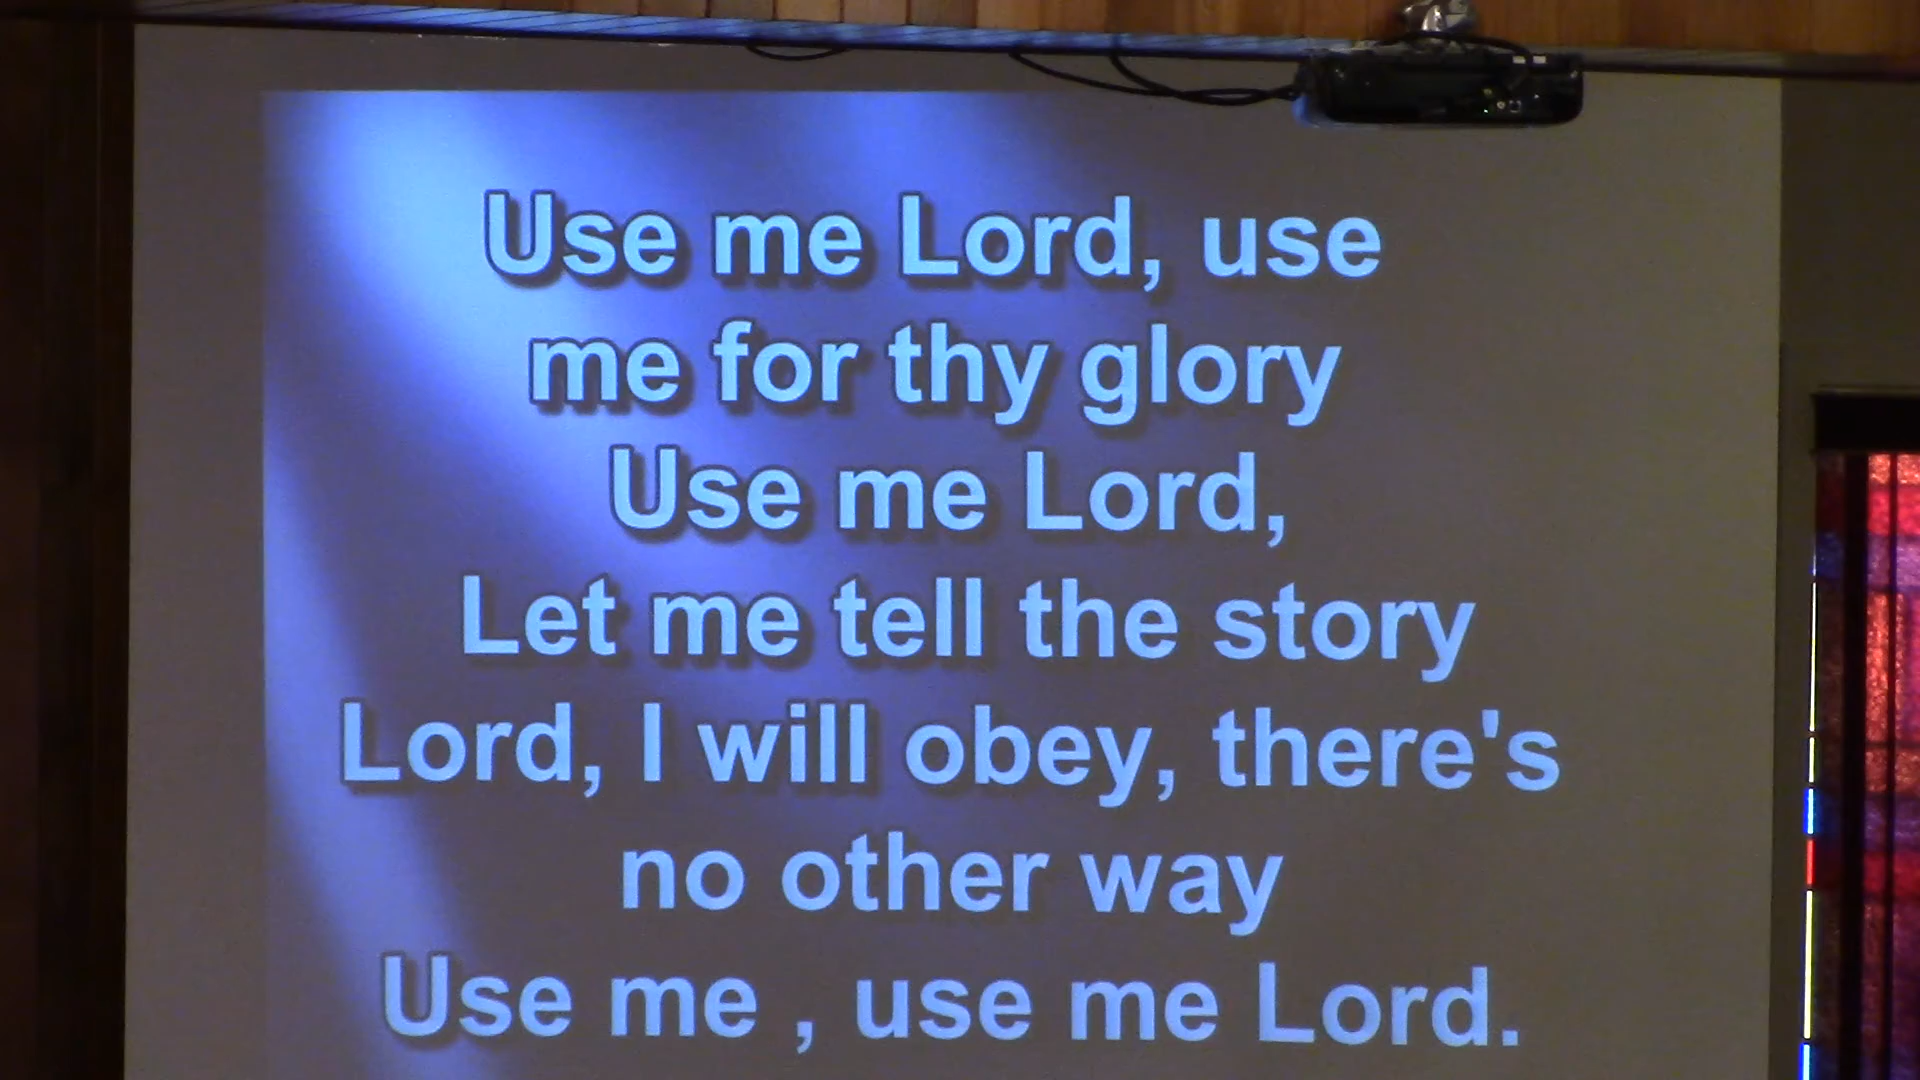 Use me Lord, use
me for thy glory
Use me Lord,
Let me tell the story
Lord, I will obey, there's
no other way
Use me , use me Lord.